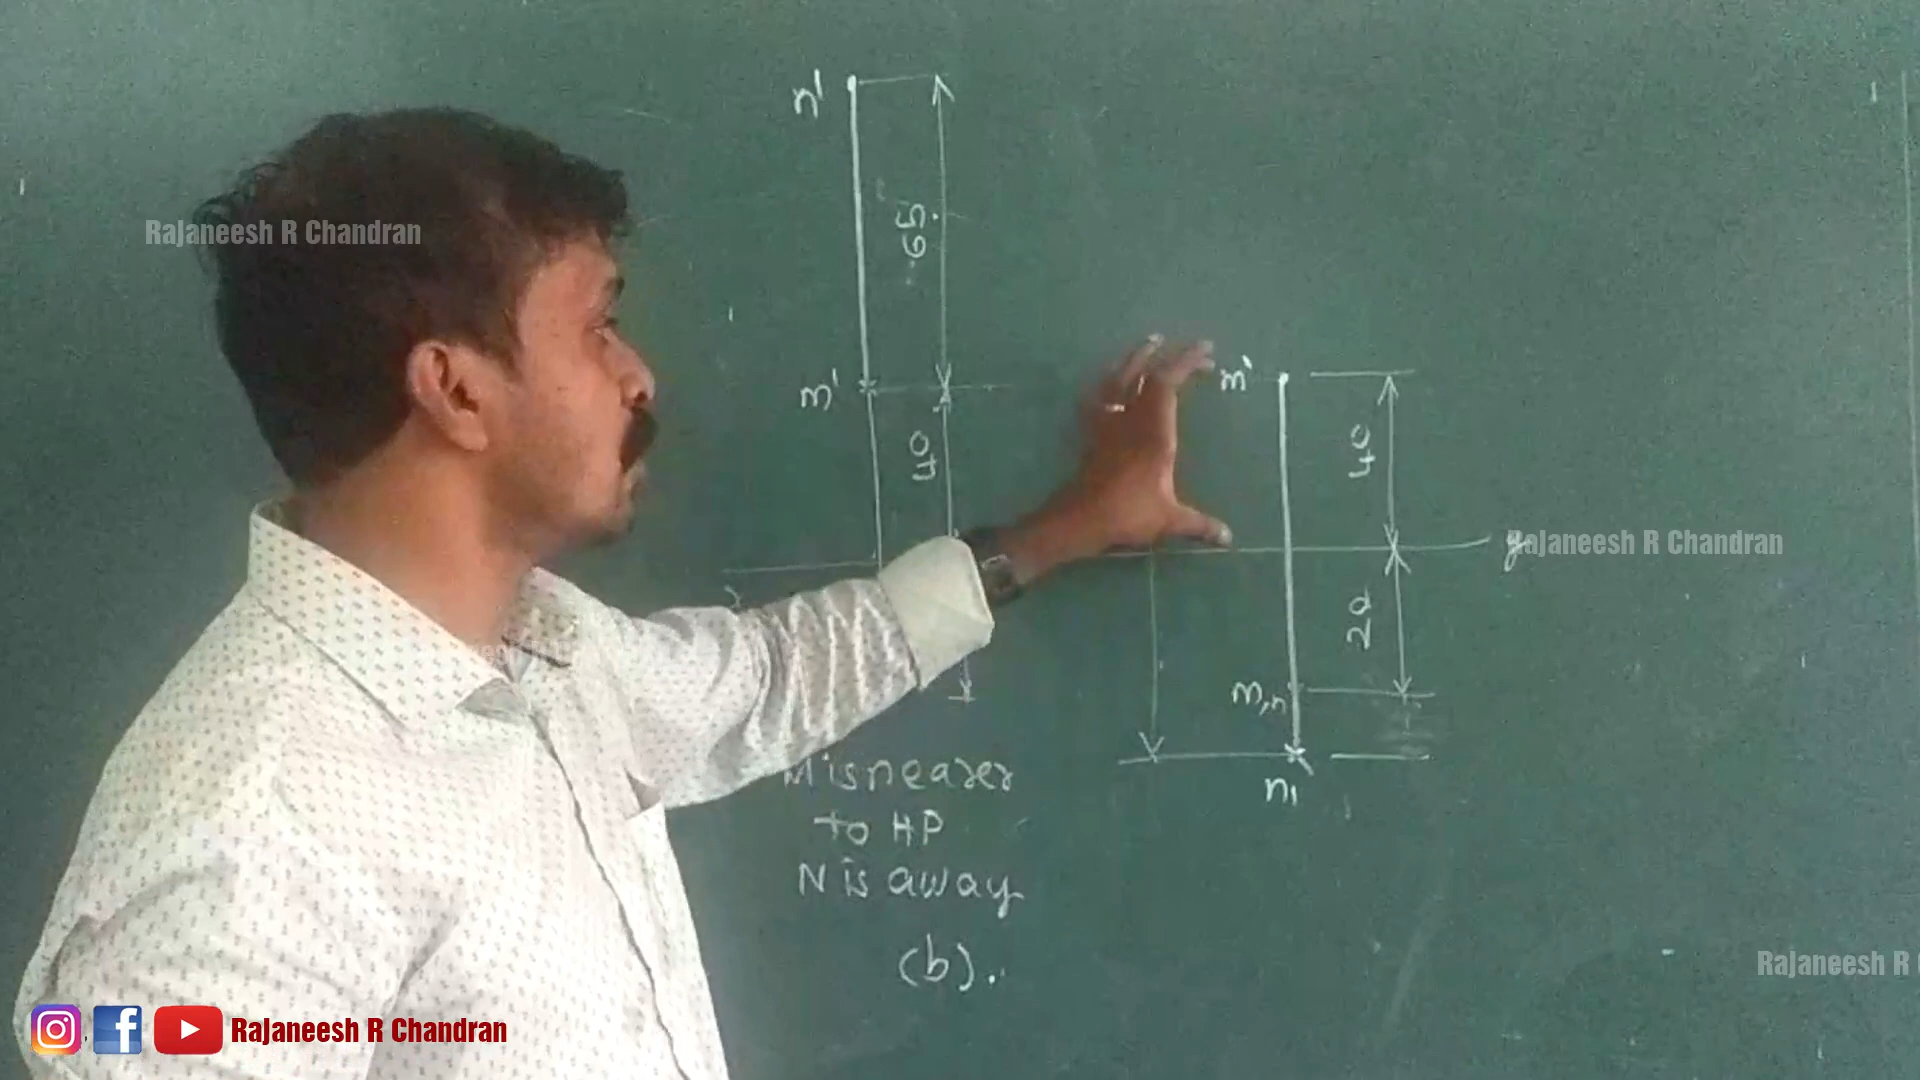 n'
65
m'
40
m'
40
Rajaneesh R Chandran
Rajaneesh R Chandran
20
m,n
n1
M is nearer
to HP
N is away
(b).
Rajaneesh R
Rajaneesh R Chandran